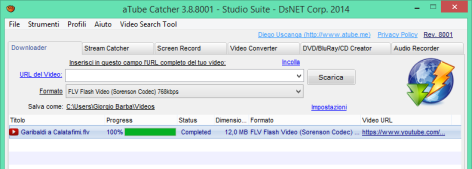 aTube Catcher 3.8.8001 - Studio Suite - DsNET Corp. 2014
File Strumenti Profili Aiuto Video Search Tool
Diego Uscanga (http://www.atube.me) Privacy Policy Rev. 8001
Downloader Stream Catcher Screen Record Video Converter DVD/BluRay/CD Creator Audio Recorder
Inserisci in questo campo l'URL completo del tuo video: Incolla
URL del Video: Scarica
Formato FLV Flash Video (Sorenson Codec) 768kbps
Salva come: C:\Users\Giorgio Barba\Videos Impostazioni
Titolo Progress Status Dimensio... Formato Video URL
Garibaldi a Calatafimi.flv 100% Completed 12,0 MB FLV Flash Video (Sorenson Codec) ... https://www.youtube.com/...